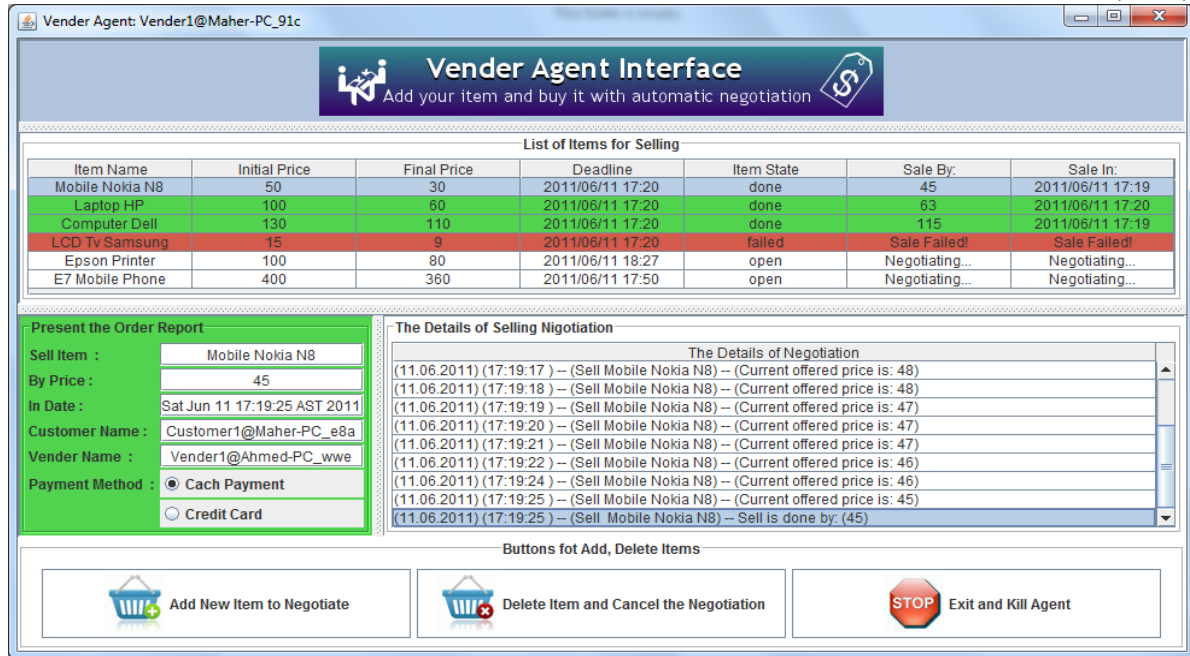 Vender Agent: Vender1@Maher-PC_91c
Vender Agent Interface
Add your item and buy it with automatic negotiation
$
List of Items for Selling
Item Name Initial Price Final Price Deadline Item State Sale By: Sale In:
Mobile Nokia N8 50 30 2011/06/11 17:20 done 45 2011/06/11 17:19
Laptop HP 100 60 2011/06/11 17:20 done 63 2011/06/11 17:20
Computer Dell 130 110 2011/06/11 17:20 done 115 2011/06/11 17:19
LCD Tv Samsung 15 9 2011/06/11 17:20 failed Sale Failed! Sale Failed!
Epson Printer 100 80 2011/06/11 18:27 open Negotiating... Negotiating...
E7 Mobile Phone 400 360 2011/06/11 17:50 open Negotiating... Negotiating...
Present the Order Report
Sell Item : Mobile Nokia N8
By Price : 45
In Date : Sat Jun 11 17:19:25 AST 2011
Customer Name : Customer1@Maher-PC_e8a
Vender Name : Vender1@Ahmed-PC_wwe
Payment Method : Cach Payment
Credit Card
The Details of Selling Nigotiation
The Details of Negotiation
(11.06.2011) (17:19:17 ) -- (Sell Mobile Nokia N8) -- (Current offered price is: 48)
(11.06.2011) (17:19:18 ) -- (Sell Mobile Nokia N8) -- (Current offered price is: 48)
(11.06.2011) (17:19:19 ) -- (Sell Mobile Nokia N8) -- (Current offered price is: 47)
(11.06.2011) (17:19:20 ) -- (Sell Mobile Nokia N8) -- (Current offered price is: 47)
(11.06.2011) (17:19:21 ) -- (Sell Mobile Nokia N8) -- (Current offered price is: 47)
(11.06.2011) (17:19:22 ) -- (Sell Mobile Nokia N8) -- (Current offered price is: 46)
(11.06.2011) (17:19:24 ) -- (Sell Mobile Nokia N8) -- (Current offered price is: 46)
(11.06.2011) (17:19:25 ) -- (Sell Mobile Nokia N8) -- (Current offered price is: 45)
(11.06.2011) (17:19:25 ) -- (Sell Mobile Nokia N8) -- Sell is done by: (45)
Buttons fot Add, Delete Items
Add New Item to Negotiate
Delete Item and Cancel the Negotiation
STOP Exit and Kill Agent